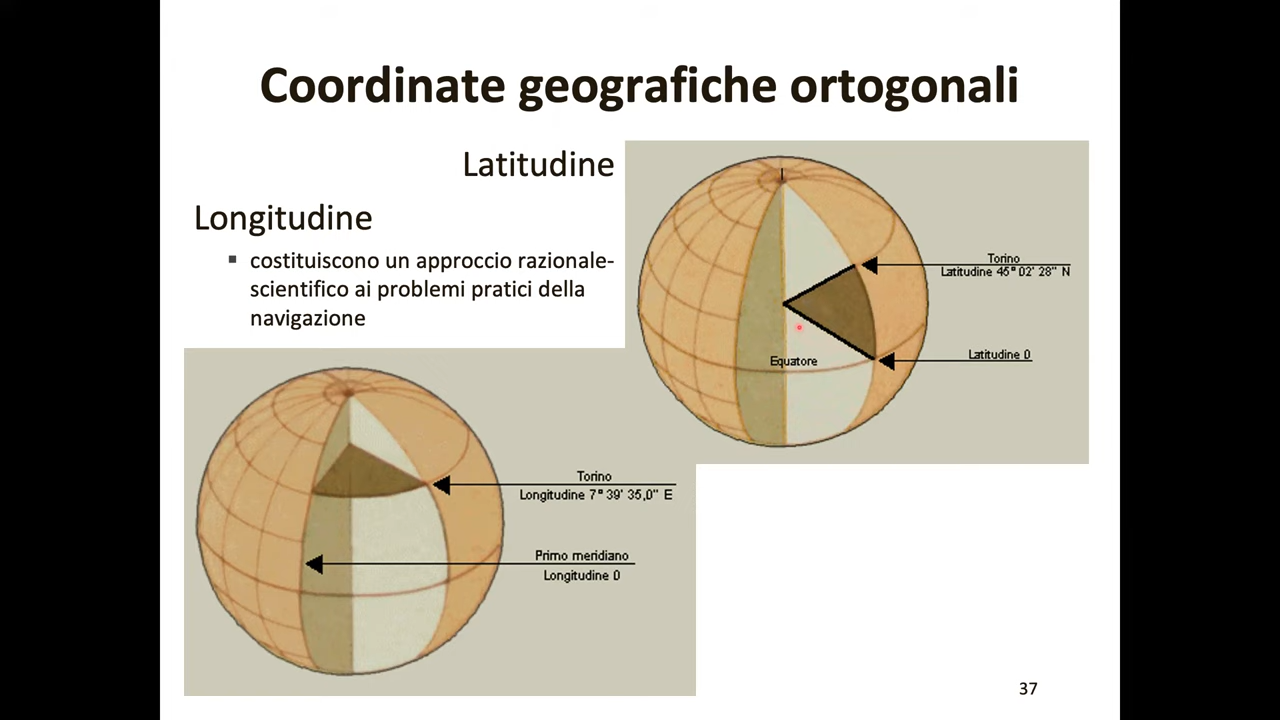 Coordinate geografiche ortogonali
Latitudine
Longitudine
▪ costituiscono un approccio razionale-
scientifico ai problemi pratici della
navigazione
Torino
Latitudine 45° 02' 28'' N
Equatore
Latitudine 0
Torino
Longitudine 7° 39' 35,0'' E
Primo meridiano
Longitudine 0
37